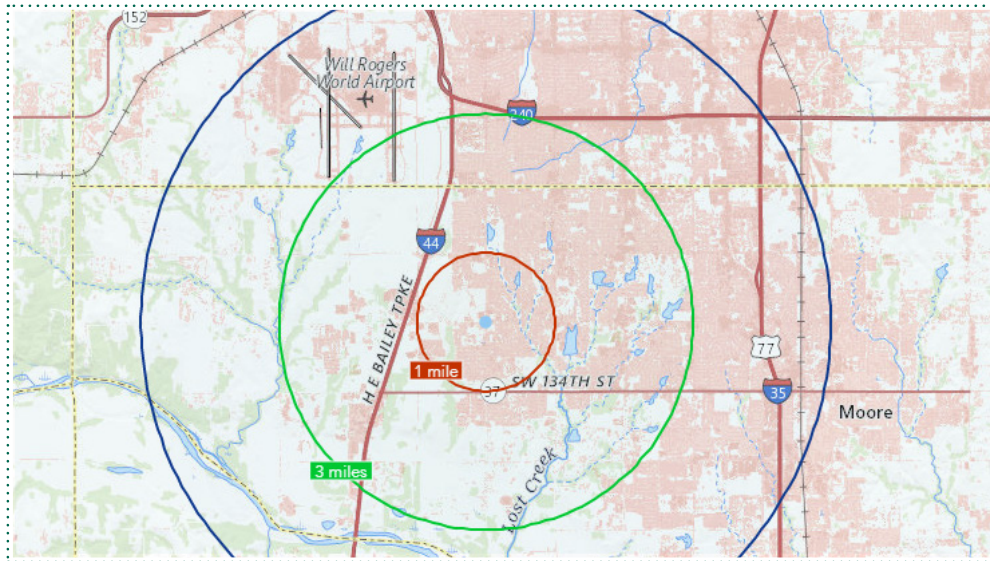 152
Will Rogers
World Airport
240
44
H E BAILEY TPKE
77
1 mile
SW 134TH ST
37
35
Moore
3 miles
Lost Creek